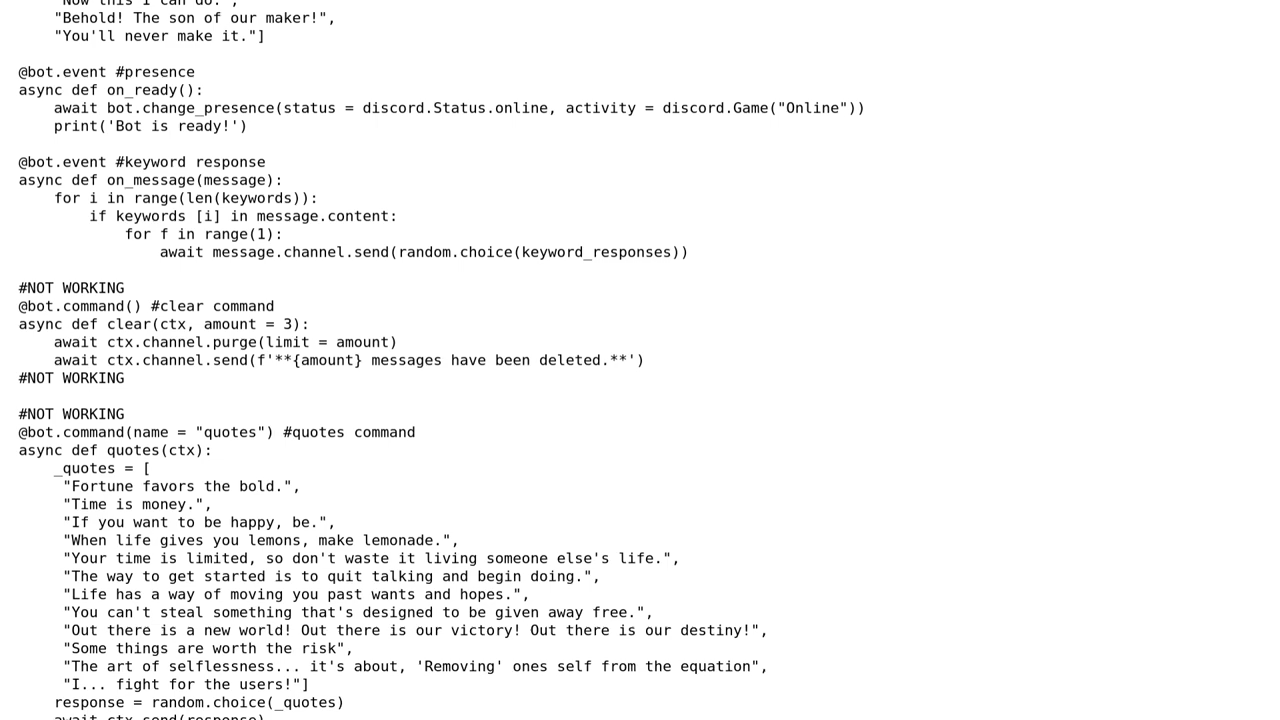 "Now this I can do.",
"Behold! The son of our maker!",
"You'll never make it."]
@bot.event #presence
async def on_ready():
await bot.change_presence(status = discord.Status.online, activity = discord.Game("Online"))
print('Bot is ready!')
@bot.event #keyword response
async def on_message(message):
for i in range(len(keywords)):
if keywords [i] in message.content:
for f in range(1):
await message.channel.send(random.choice(keyword_responses))
#NOT WORKING
@bot.command() #clear command
async def clear(ctx, amount = 3):
await ctx.channel.purge(limit = amount)
await ctx.channel.send(f'**{amount} messages have been deleted.**')
#NOT WORKING
#NOT WORKING
@bot.command(name = "quotes") #quotes command
async def quotes(ctx):
_quotes = [
"Fortune favors the bold.",
"Time is money.",
"If you want to be happy, be.",
"When life gives you lemons, make lemonade.",
"Your time is limited, so don't waste it living someone else's life.",
"The way to get started is to quit talking and begin doing.",
"Life has a way of moving you past wants and hopes.",
"You can't steal something that's designed to be given away free.",
"Out there is a new world! Out there is our victory! Out there is our destiny!",
"Some things are worth the risk",
"The art of selflessness... it's about, 'Removing' ones self from the equation",
"I... fight for the users!"]
response = random.choice(_quotes)
await ctx.send(response)